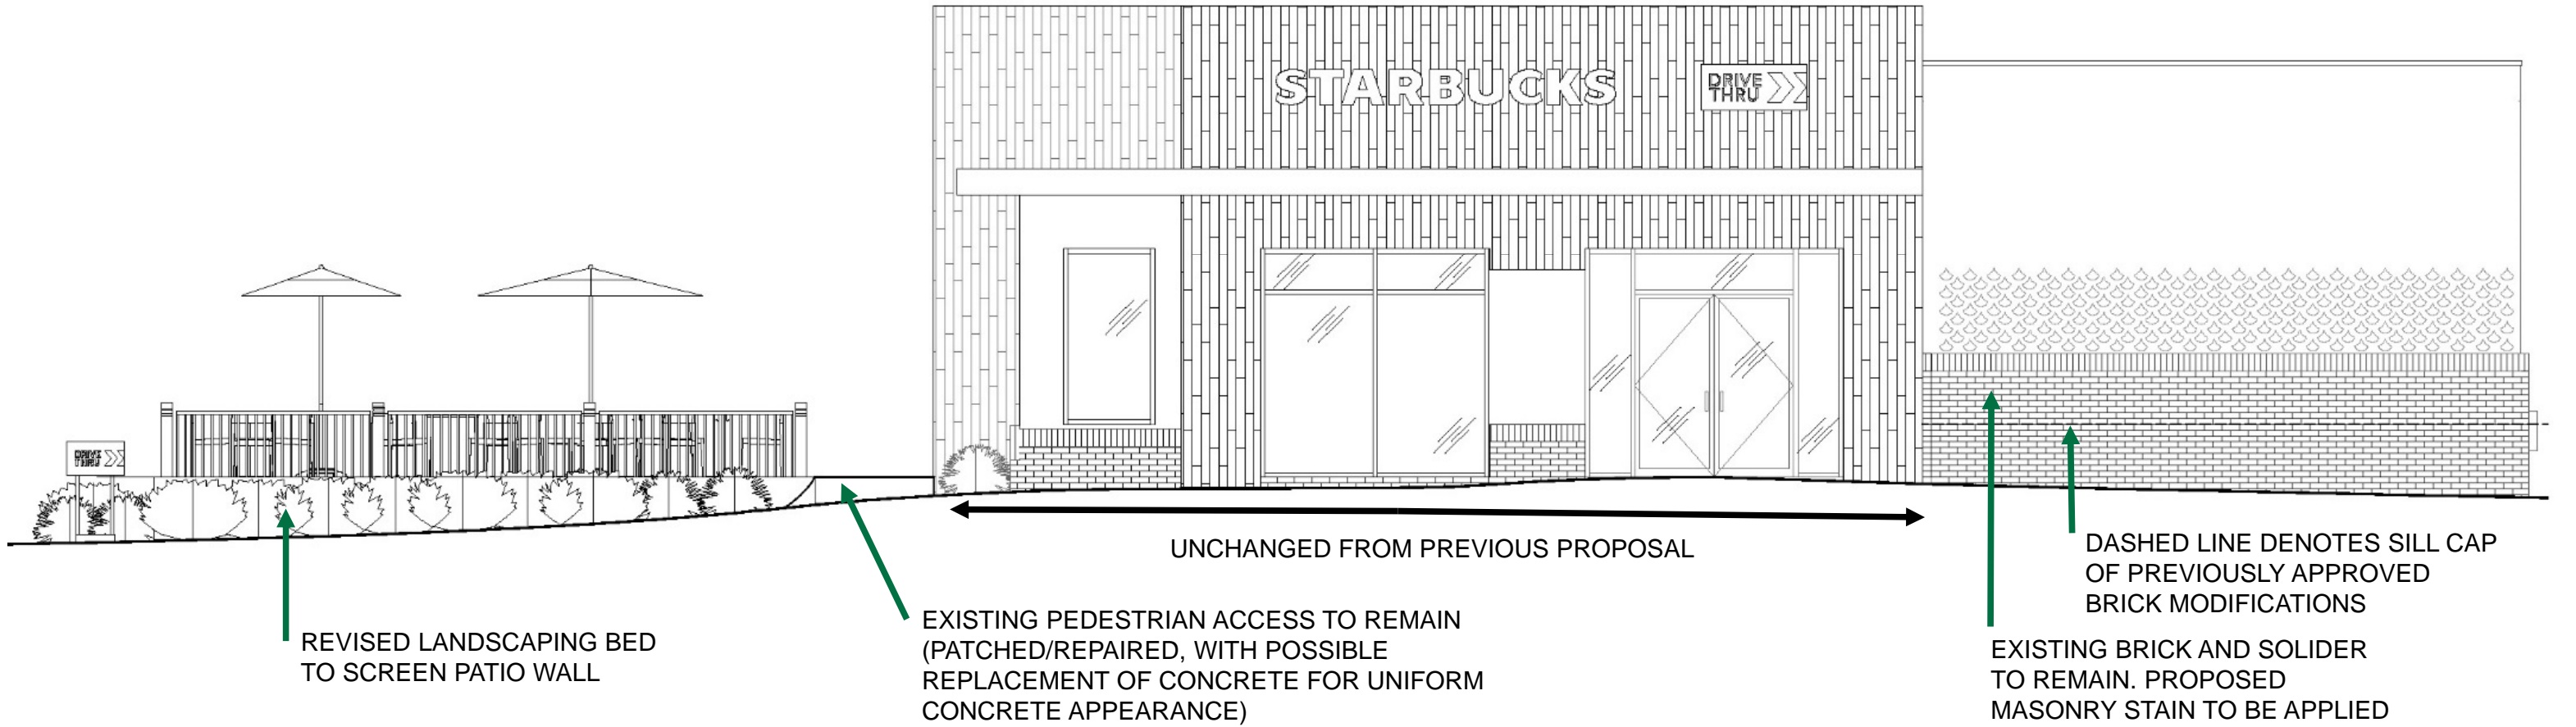 STARBUCKS
DRIVE
THRU
DRIVE
THRU
UNCHANGED FROM PREVIOUS PROPOSAL
DASHED LINE DENOTES SILL CAP
OF PREVIOUSLY APPROVED
BRICK MODIFICATIONS
REVISED LANDSCAPING BED
TO SCREEN PATIO WALL
EXISTING PEDESTRIAN ACCESS TO REMAIN
(PATCHED/REPAIRED, WITH POSSIBLE
REPLACEMENT OF CONCRETE FOR UNIFORM
CONCRETE APPEARANCE)
EXISTING BRICK AND SOLIDER
TO REMAIN. PROPOSED
MASONRY STAIN TO BE APPLIED